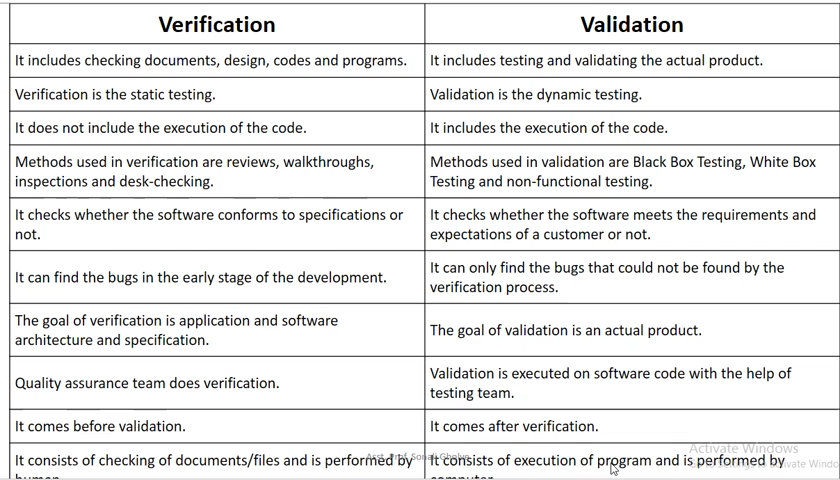 Verification
Validation
It includes checking documents, design, codes and programs.
It includes testing and validating the actual product.
Verification is the static testing.
Validation is the dynamic testing.
It does not include the execution of the code.
It includes the execution of the code.
Methods used in verification are reviews, walkthroughs,
inspections and desk-checking.
Methods used in validation are Black Box Testing, White Box
Testing and non-functional testing.
It checks whether the software conforms to specifications or
not.
It checks whether the software meets the requirements and
expectations of a customer or not.
It can find the bugs in the early stage of the development.
It can only find the bugs that could not be found by the
verification process.
The goal of verification is application and software
architecture and specification.
The goal of validation is an actual product.
Quality assurance team does verification.
Validation is executed on software code with the help of
testing team.
It comes before validation.
It comes after verification.
It consists of checking of documents/files and is performed by
It consists of execution of program and is performed by
Asst. Prof.
Activate Windows